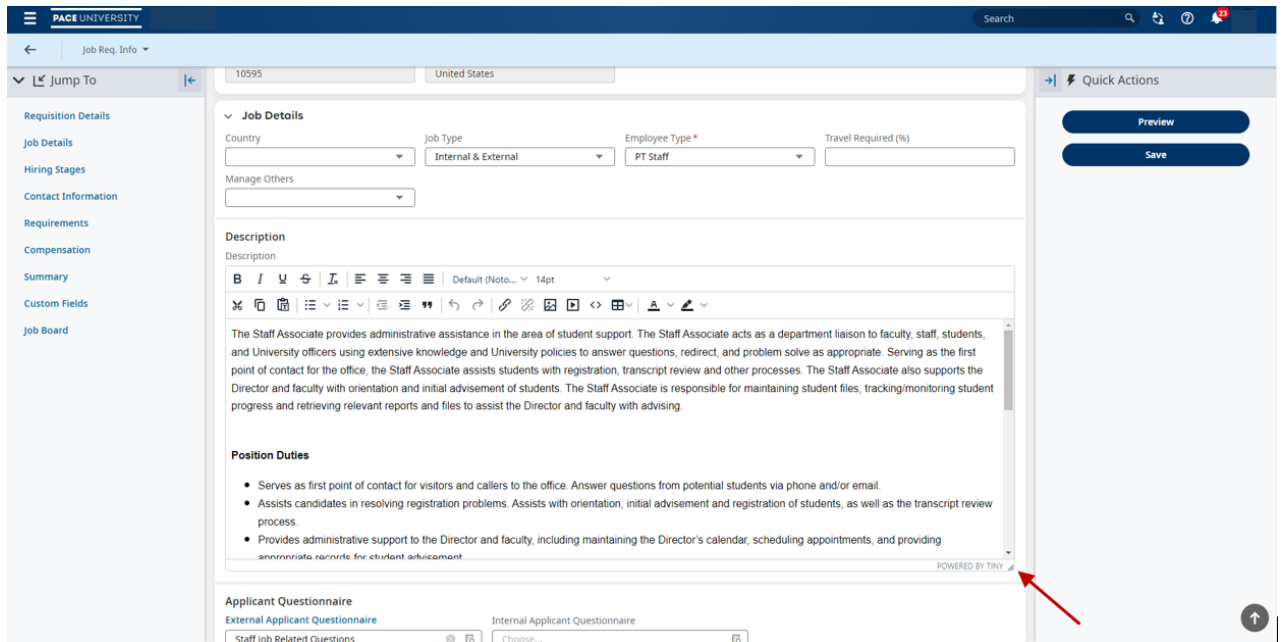 PACE UNIVERSITY
Search
23
Job Req. Info
Jump To
Quick Actions
Requisition Details
Job Details
Hiring Stages
Contact Information
Requirements
Compensation
Summary
Custom Fields
Job Board
10595
United States
Job Details
Country
Job Type
Employee Type *
Travel Required (%)
Internal & External
PT Staff
Manage Others
Description
Description
Default (Noto...
14pt
The Staff Associate provides administrative assistance in the area of student support. The Staff Associate acts as a department liaison to faculty, staff, students,
and University officers using extensive knowledge and University policies to answer questions, redirect, and problem solve as appropriate. Serving as the first
point of contact for the office, the Staff Associate assists students with registration, transcript review and other processes. The Staff Associate also supports the
Director and faculty with orientation and initial advisement of students. The Staff Associate is responsible for maintaining student files, tracking/monitoring student
progress and retrieving relevant reports and files to assist the Director and faculty with advising.
Position Duties
Serves as first point of contact for visitors and callers to the office. Answer questions from potential students via phone and/or email.
Assists candidates in resolving registration problems. Assists with orientation, initial advisement and registration of students, as well as the transcript review
process.
Provides administrative support to the Director and faculty, including maintaining the Director's calendar, scheduling appointments, and providing
appropriate records for student advisement
POWERED BY TINY
Applicant Questionnaire
External Applicant Questionnaire
Internal Applicant Questionnaire
Staff Job Related Questions
Choose...
Preview
Save